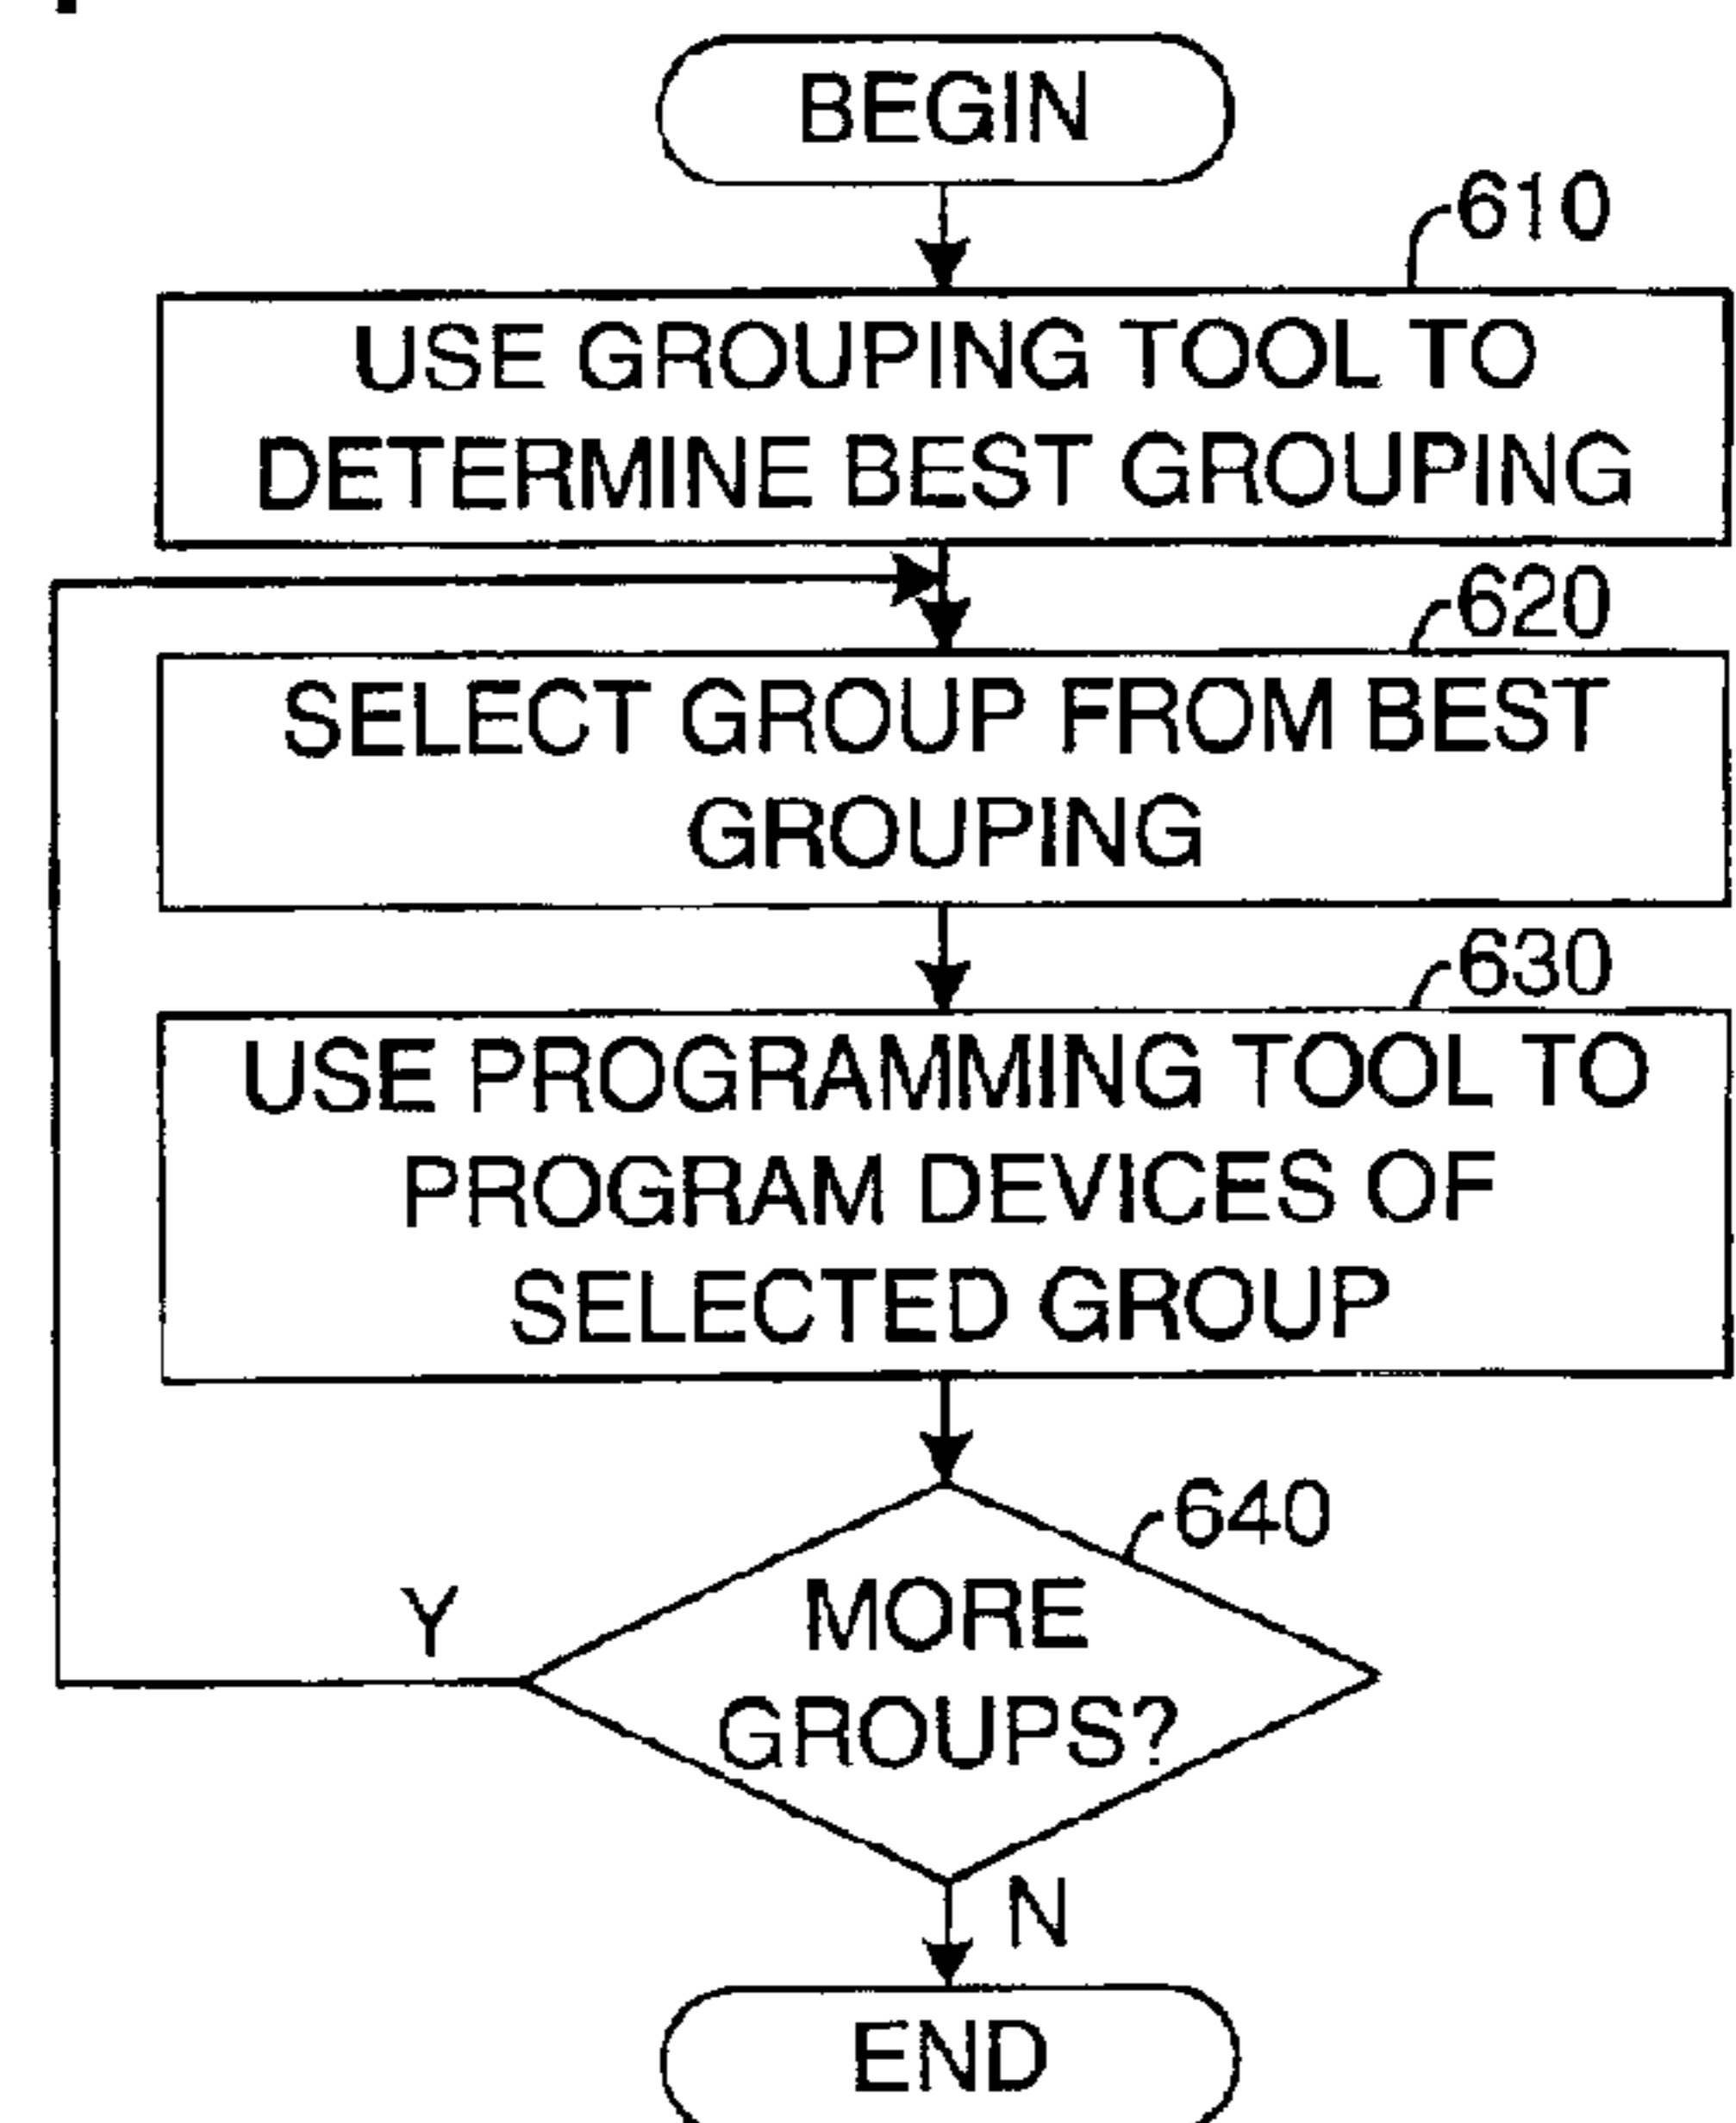 BEGIN
610
USE GROUPING TOOL TO
DETERMINE BEST GROUPING
620
SELECT GROUP FROM BEST
GROUPING
630
USE PROGRAMMING TOOL TO
PROGRAM DEVICES OF
SELECTED GROUP
640
MORE
GROUPS?
Y
N
END